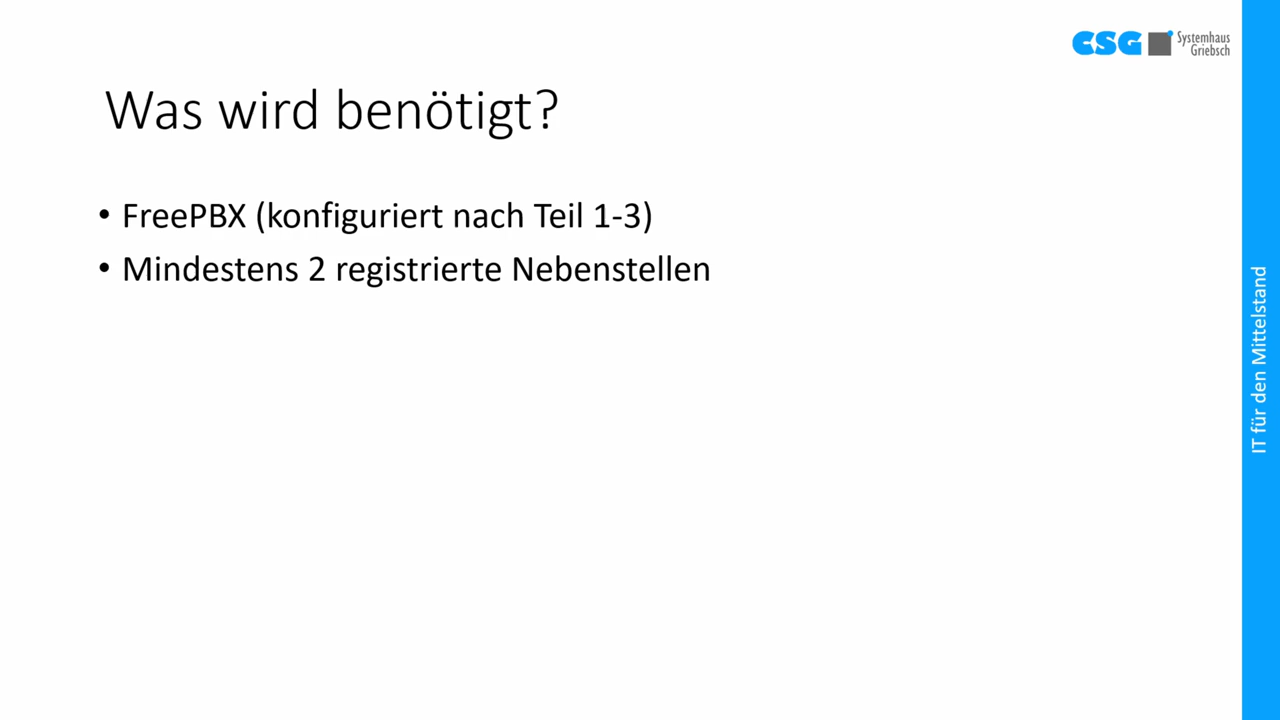 CSG Systemhaus
Griebsch
Was wird benötigt?
• FreePBX (konfiguriert nach Teil 1-3)
• Mindestens 2 registrierte Nebenstellen
IT für den Mittelstand